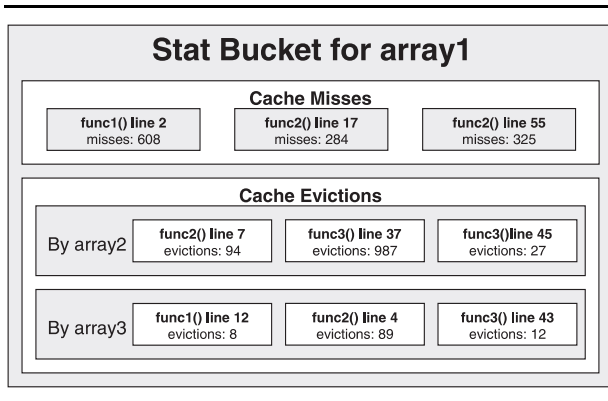 Stat Bucket for array1
Cache Misses
func1() line 2
misses: 608
func2() line 17
misses: 284
func2() line 55
misses: 325
Cache Evictions
By array2
func2() line 7
evictions: 94
func3() line 37
evictions: 987
func3()line 45
evictions: 27
By array3
func1() line 12
evictions: 8
func2() line 4
evictions: 89
func3() line 43
evictions: 12